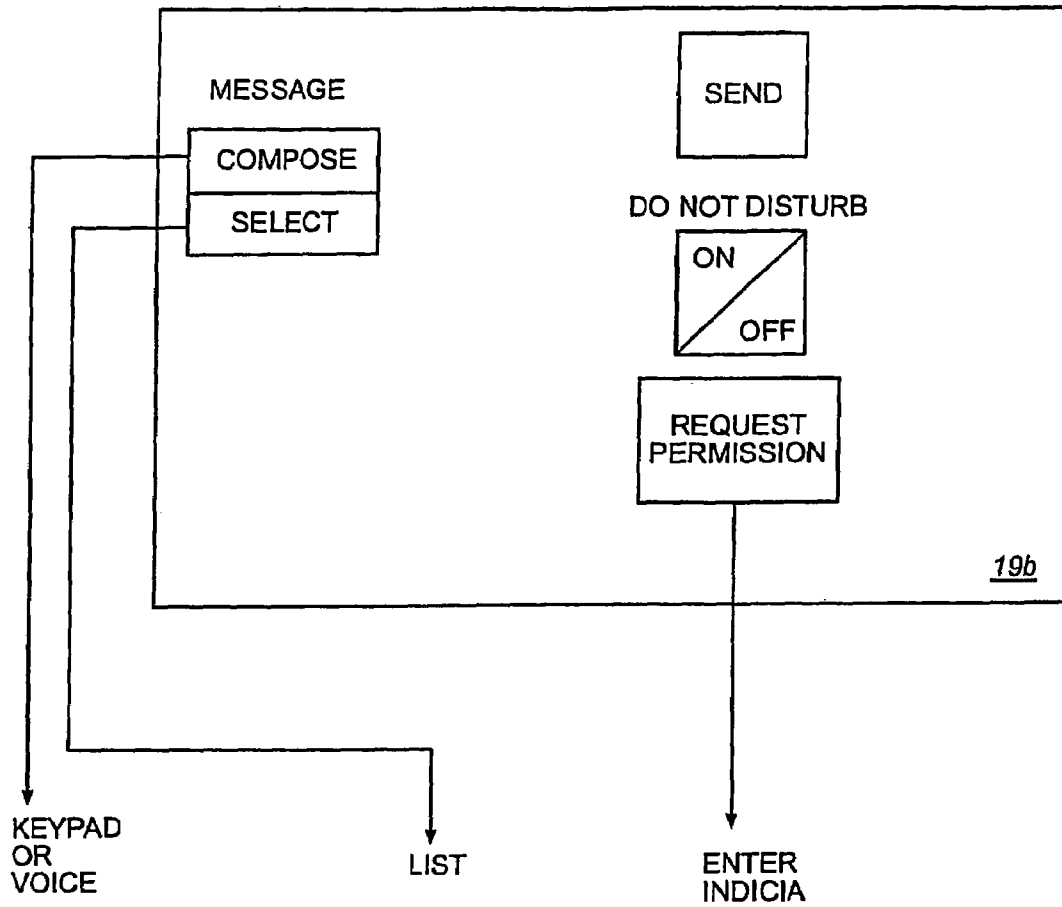 MESSAGE
COMPOSE
SELECT
SEND
DO NOT DISTURB
ON
OFF
REQUEST
PERMISSION
19b
KEYPAD
OR
VOICE
LIST
ENTER
INDICIA